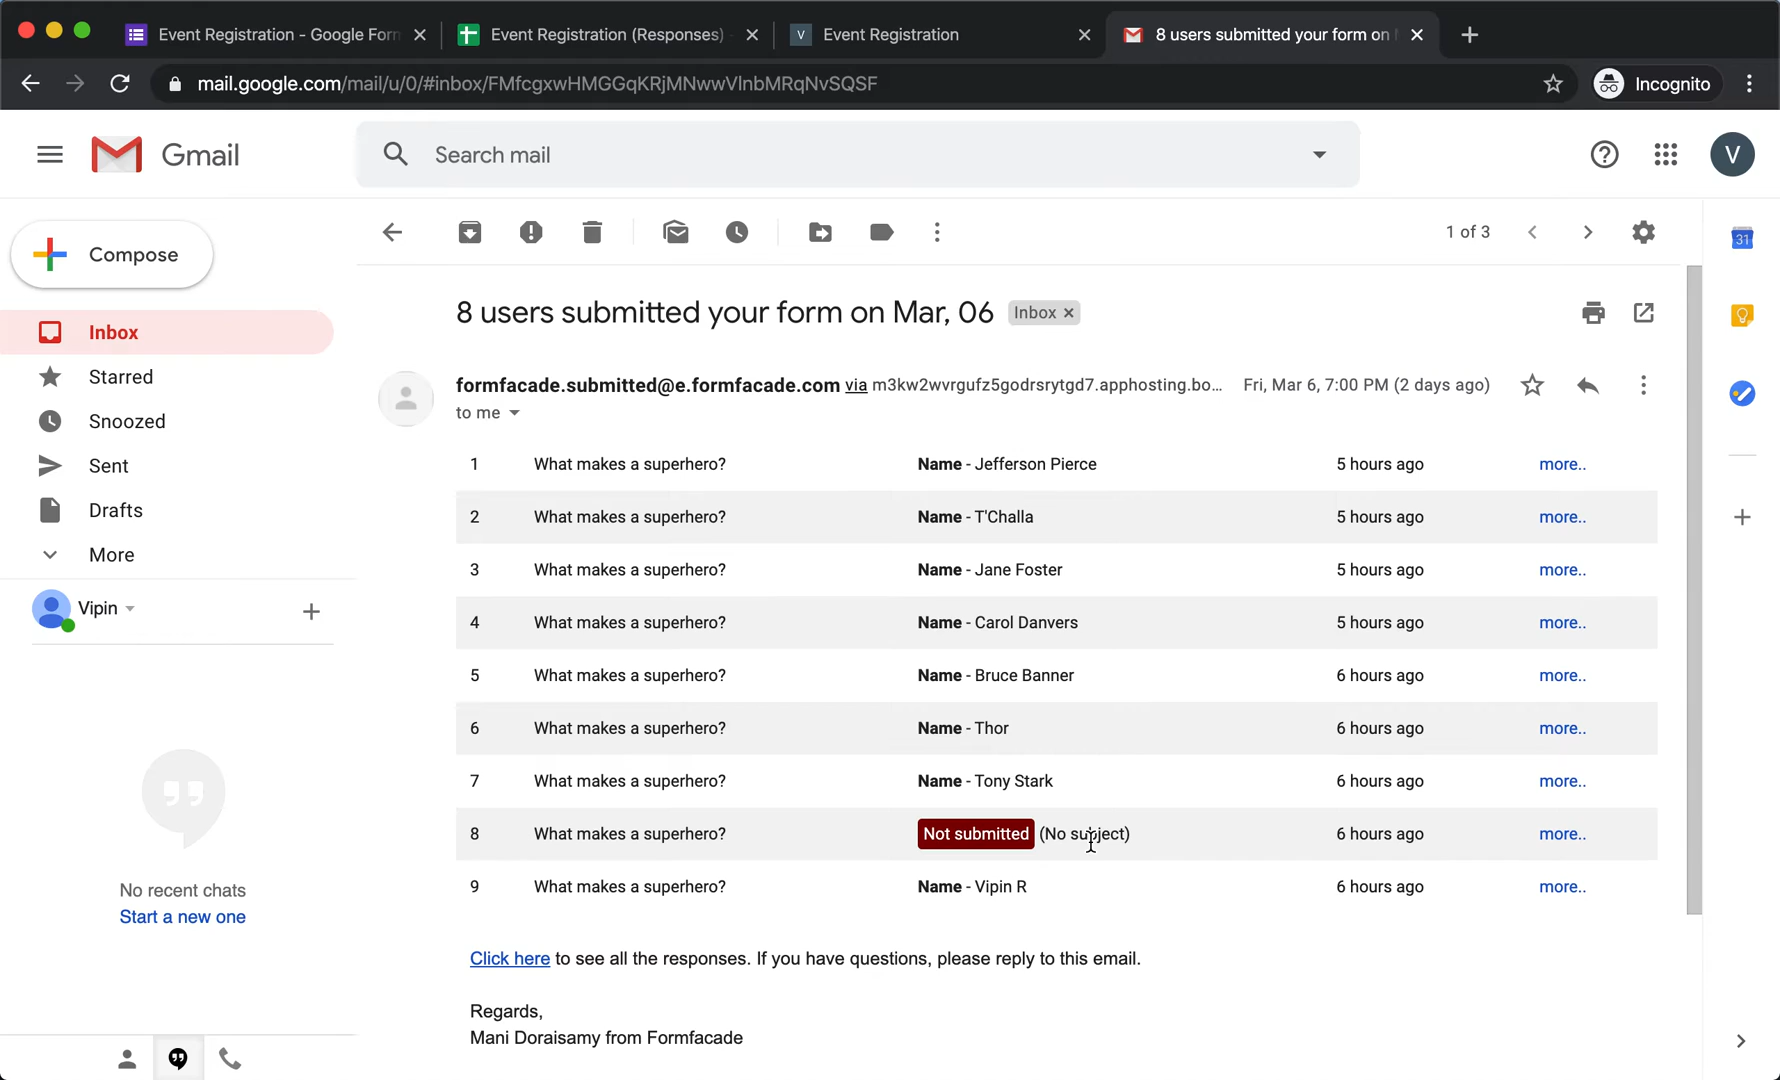 Event Registration - Google Form
Event Registration (Responses) -
V Event Registration
8 users submitted your form on
mail.google.com/mail/u/0/#inbox/FMfcgxwHMGGqKRjMNwwVlnbMRqNvSQSF
Incognito
Gmail
Search mail
V
Compose
1 of 3
31
8 users submitted your form on Mar, 06
Inbox ×
Inbox
formfacade.submitted@e.formfacade.com via m3kw2wvrgufz5godrsrytgd7.apphosting.bo... Fri, Mar 6, 7:00 PM (2 days ago)
to me
Starred
Snoozed
Sent
Drafts
More
Vipin
1 What makes a superhero? Name - Jefferson Pierce 5 hours ago more..
2 What makes a superhero? Name - T'Challa 5 hours ago more..
3 What makes a superhero? Name - Jane Foster 5 hours ago more..
4 What makes a superhero? Name - Carol Danvers 5 hours ago more..
5 What makes a superhero? Name - Bruce Banner 6 hours ago more..
6 What makes a superhero? Name - Thor 6 hours ago more..
7 What makes a superhero? Name - Tony Stark 6 hours ago more..
8 What makes a superhero? Not submitted (No subject) 6 hours ago more..
9 What makes a superhero? Name - Vipin R 6 hours ago more..
No recent chats
Start a new one
Click here to see all the responses. If you have questions, please reply to this email.
Regards,
Mani Doraisamy from Formfacade